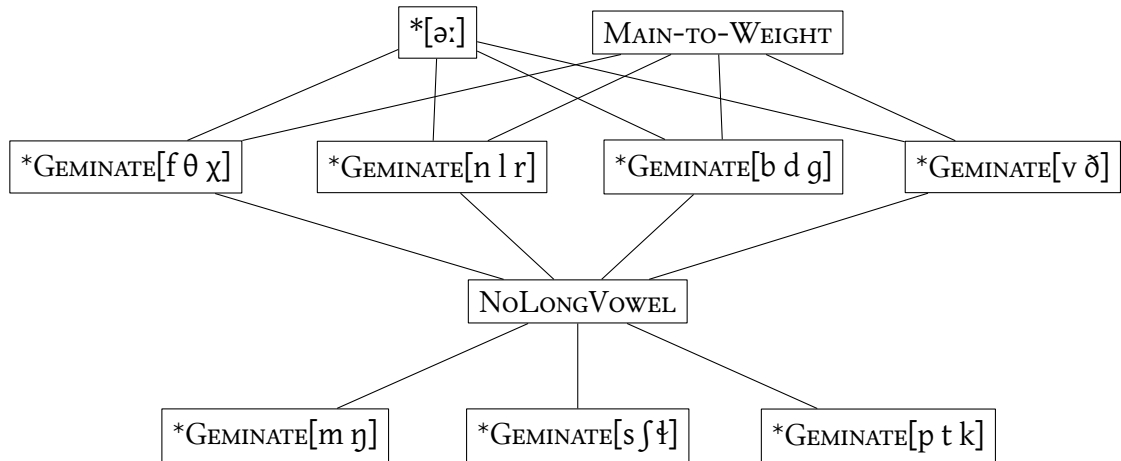 *[əː] Main-to-Weight
*Geminate[f θ χ] *Geminate[n l r] *Geminate[b d ɡ] *Geminate[v ð]
NoLongVowel
*Geminate[m ŋ] *Geminate[s ʃ ɬ] *Geminate[p t k]